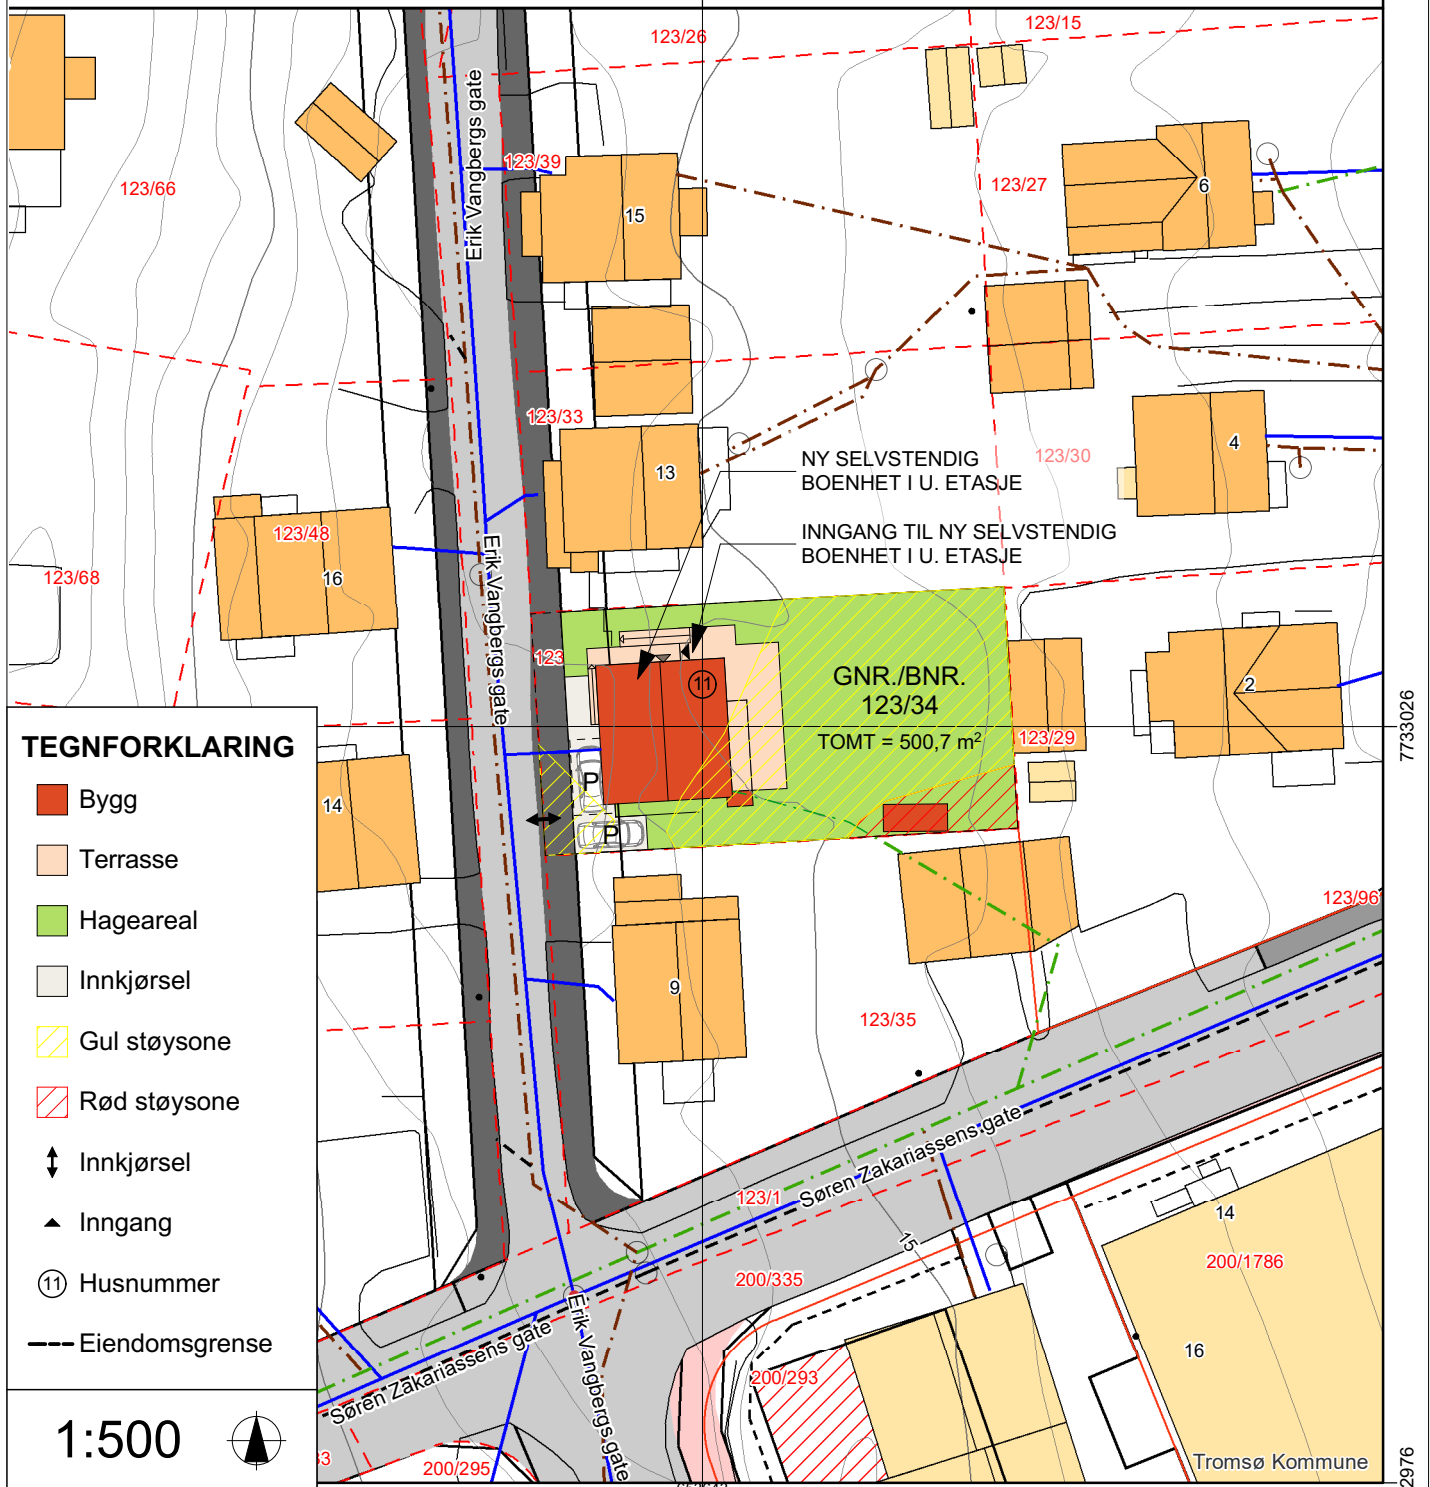 123/15
123/26
Erik Vangbergs gate
123/39
123/66
123/27
6
15
123/33
NY SELVSTENDIG
BOENHET I U. ETASJE
123/30
4
13
INNGANG TIL NY SELVSTENDIG
BOENHET I U. ETASJE
123/48
16
123/68
Erik Vangbergs gate
123
11
GNR./BNR.
123/34
TOMT = 500,7 m²
2
123/29
7733026
P
P
14
TEGNFORKLARING
Bygg
Terrasse
Hageareal
Innkjørsel
Gul støysone
Rød støysone
Innkjørsel
Inngang
11 Husnummer
Eiendomsgrense
1:500
123/96
9
123/35
Søren Zakariassens gate
123/1
15
14
200/335
200/1786
16
Erik Vangbergs gate
Søren Zakariassens gate
200/293
200/295
Tromsø Kommune
2976